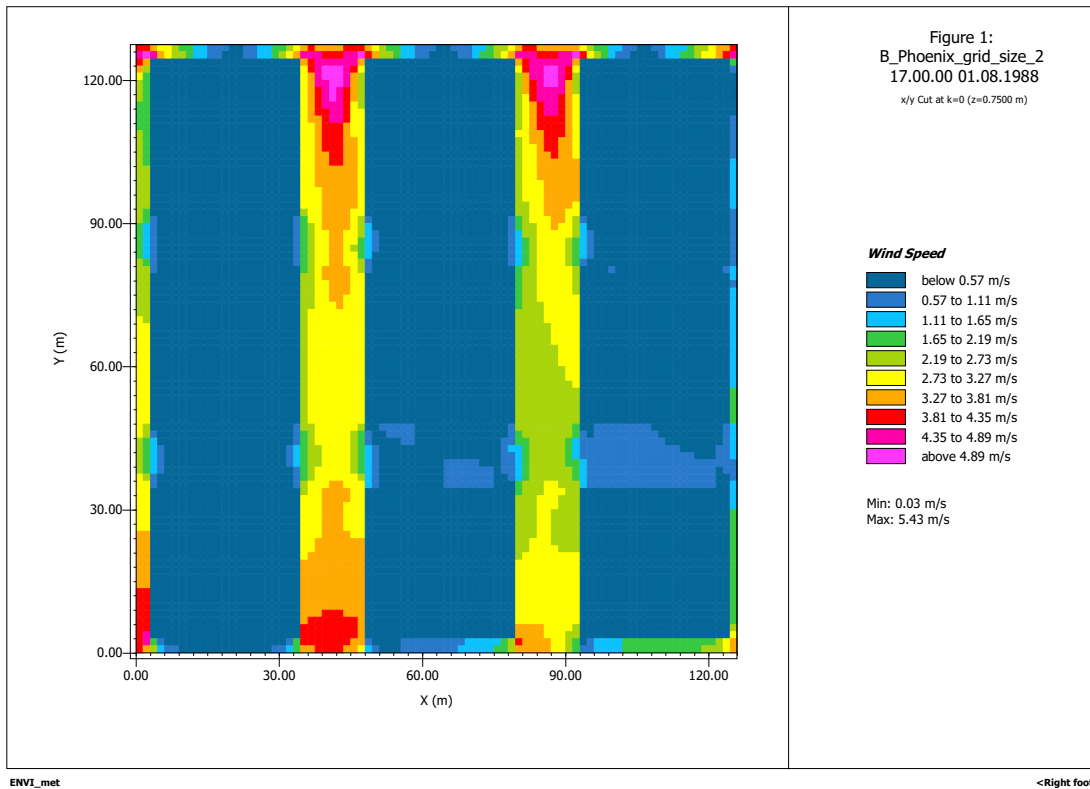 Figure 1:
B_Phoenix_grid_size_2
17.00.00 01.08.1988
x/y Cut at k=0 (z=0.7500 m)
120.00
90.00
60.00
30.00
0.00
Y (m)
0.00 30.00 60.00 90.00 120.00
X (m)
Wind Speed
below 0.57 m/s
0.57 to 1.11 m/s
1.11 to 1.65 m/s
1.65 to 2.19 m/s
2.19 to 2.73 m/s
2.73 to 3.27 m/s
3.27 to 3.81 m/s
3.81 to 4.35 m/s
4.35 to 4.89 m/s
above 4.89 m/s
Min: 0.03 m/s
Max: 5.43 m/s
ENVI_met
<Right foot